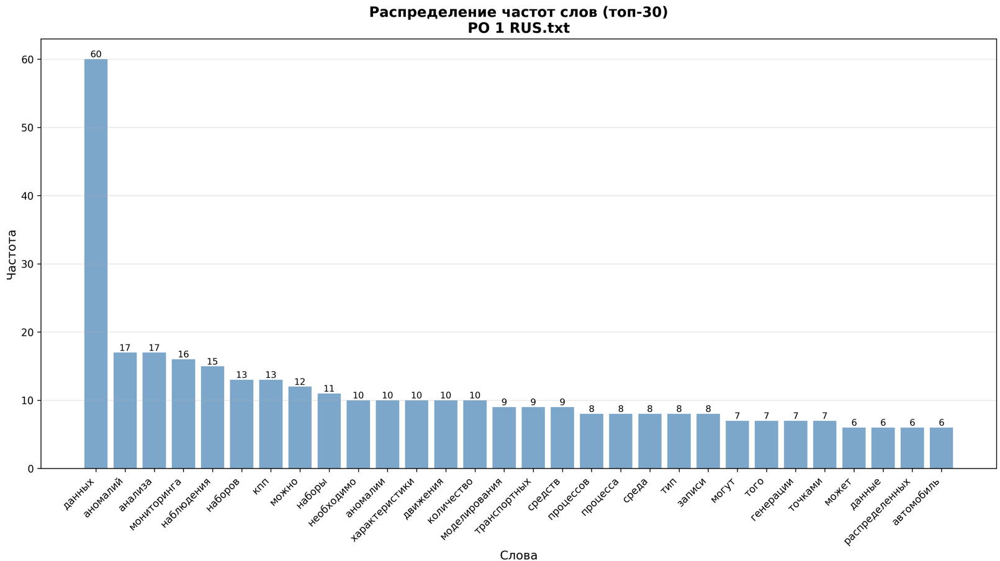 Распределение частот слов (топ-30)
PO 1 RUS.txt
Частота
60
50
40
30
20
10
0
60
17
17
16
15
13
13
12
11
10
10
10
10
10
9
9
9
8
8
8
8
8
7
7
7
7
6
6
6
6
данных
аномалий
анализа
мониторинга
наблюдения
наборов
кпп
можно
наборы
необходимо
аномалии
характеристики
движения
количество
моделирования
транспортных
средств
процессов
процесса
среда
тип
записи
могут
того
генерации
точками
может
данные
распределенных
автомобиль
Слова